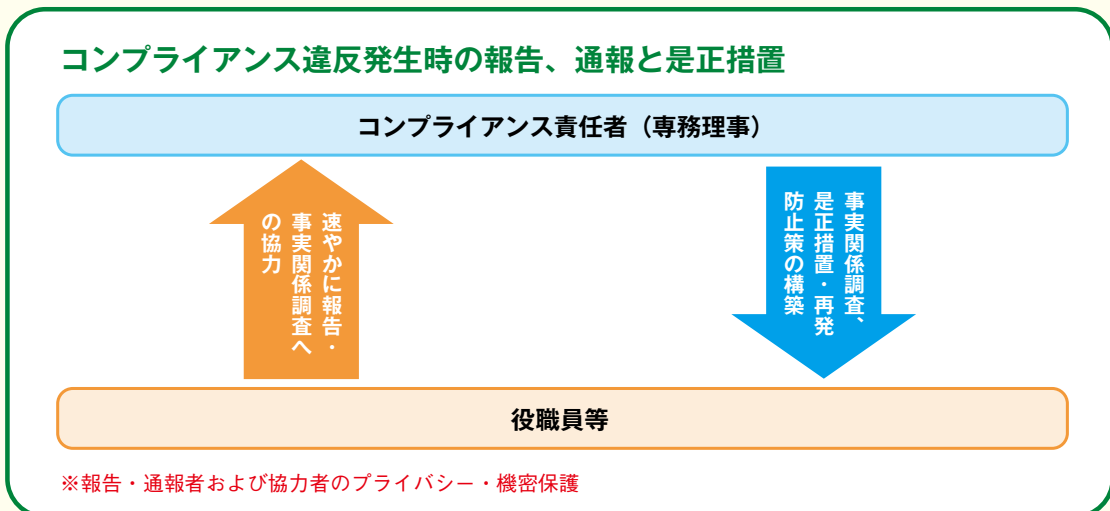 コンプライアンス違反発生時の報告、通報と是正措置
コンプライアンス責任者（専務理事）
速やかに報告・
事実関係調査へ
の協力
事実関係調査、
是正措置・再発
防止策の構築
役職員等
※報告・通報者および協力者のプライバシー・機密保護